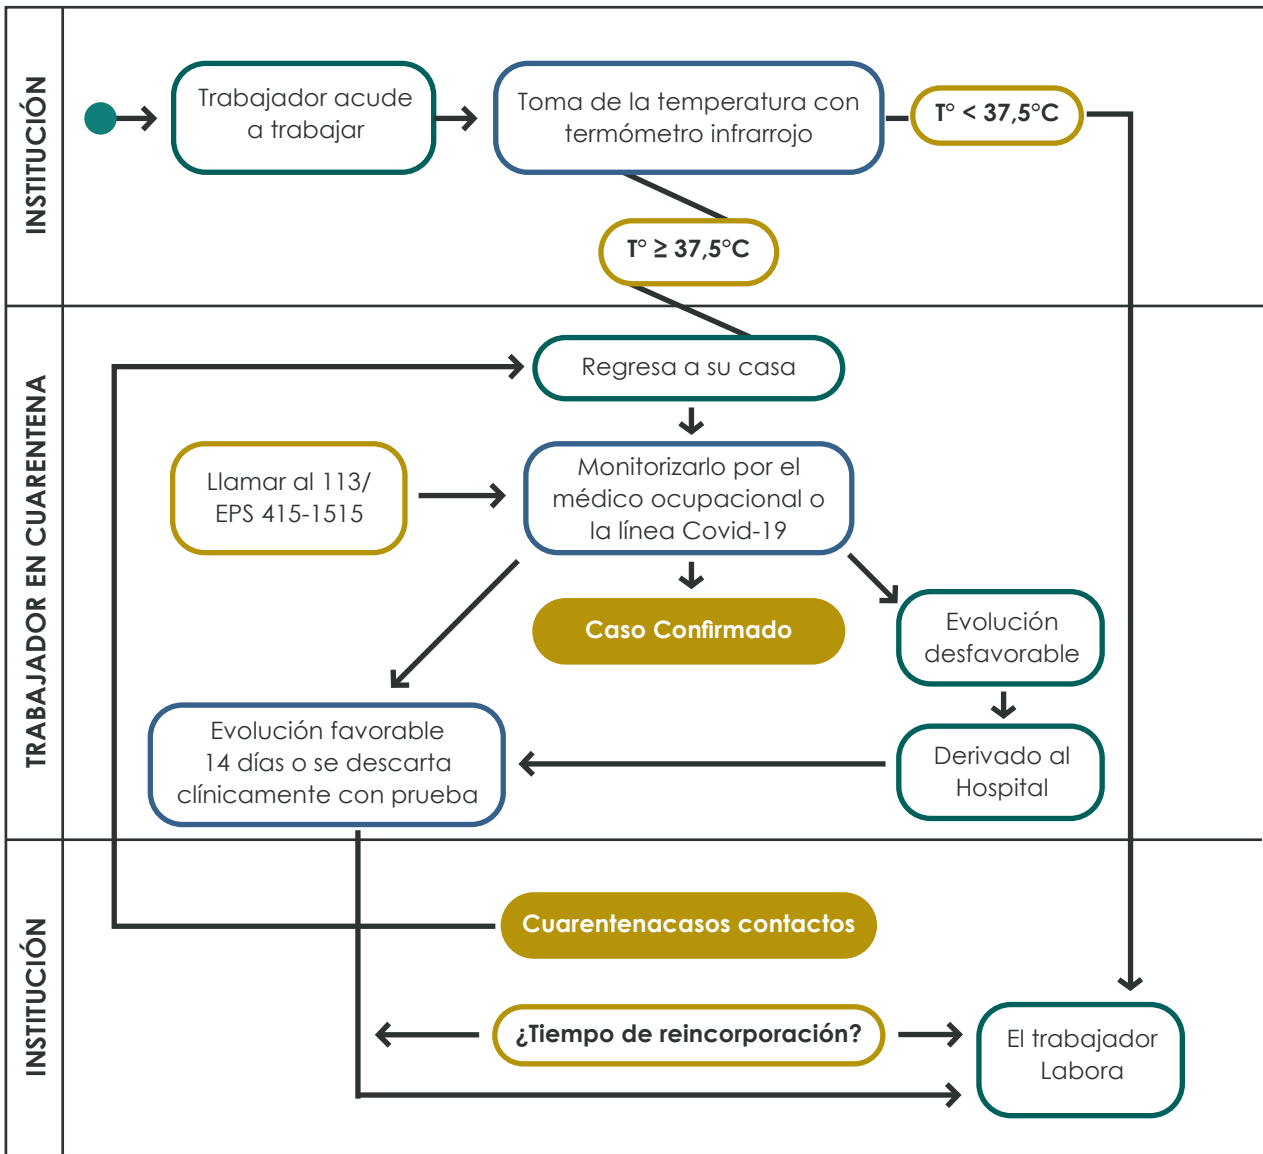 INSTITUCIÓN
Trabajador acude
a trabajar
Toma de la temperatura con
termómetro infrarrojo
T° < 37,5°C
T° ≥ 37,5°C
TRABAJADOR EN CUARENTENA
Regresa a su casa
Llamar al 113/
EPS 415-1515
Monitorizarlo por el
médico ocupacional o
la línea Covid-19
Caso Confirmado
Evolución
desfavorable
Evolución favorable
14 días o se descarta
clínicamente con prueba
Derivado al
Hospital
INSTITUCIÓN
Cuarentenacasos contactos
¿Tiempo de reincorporación?
El trabajador
Labora